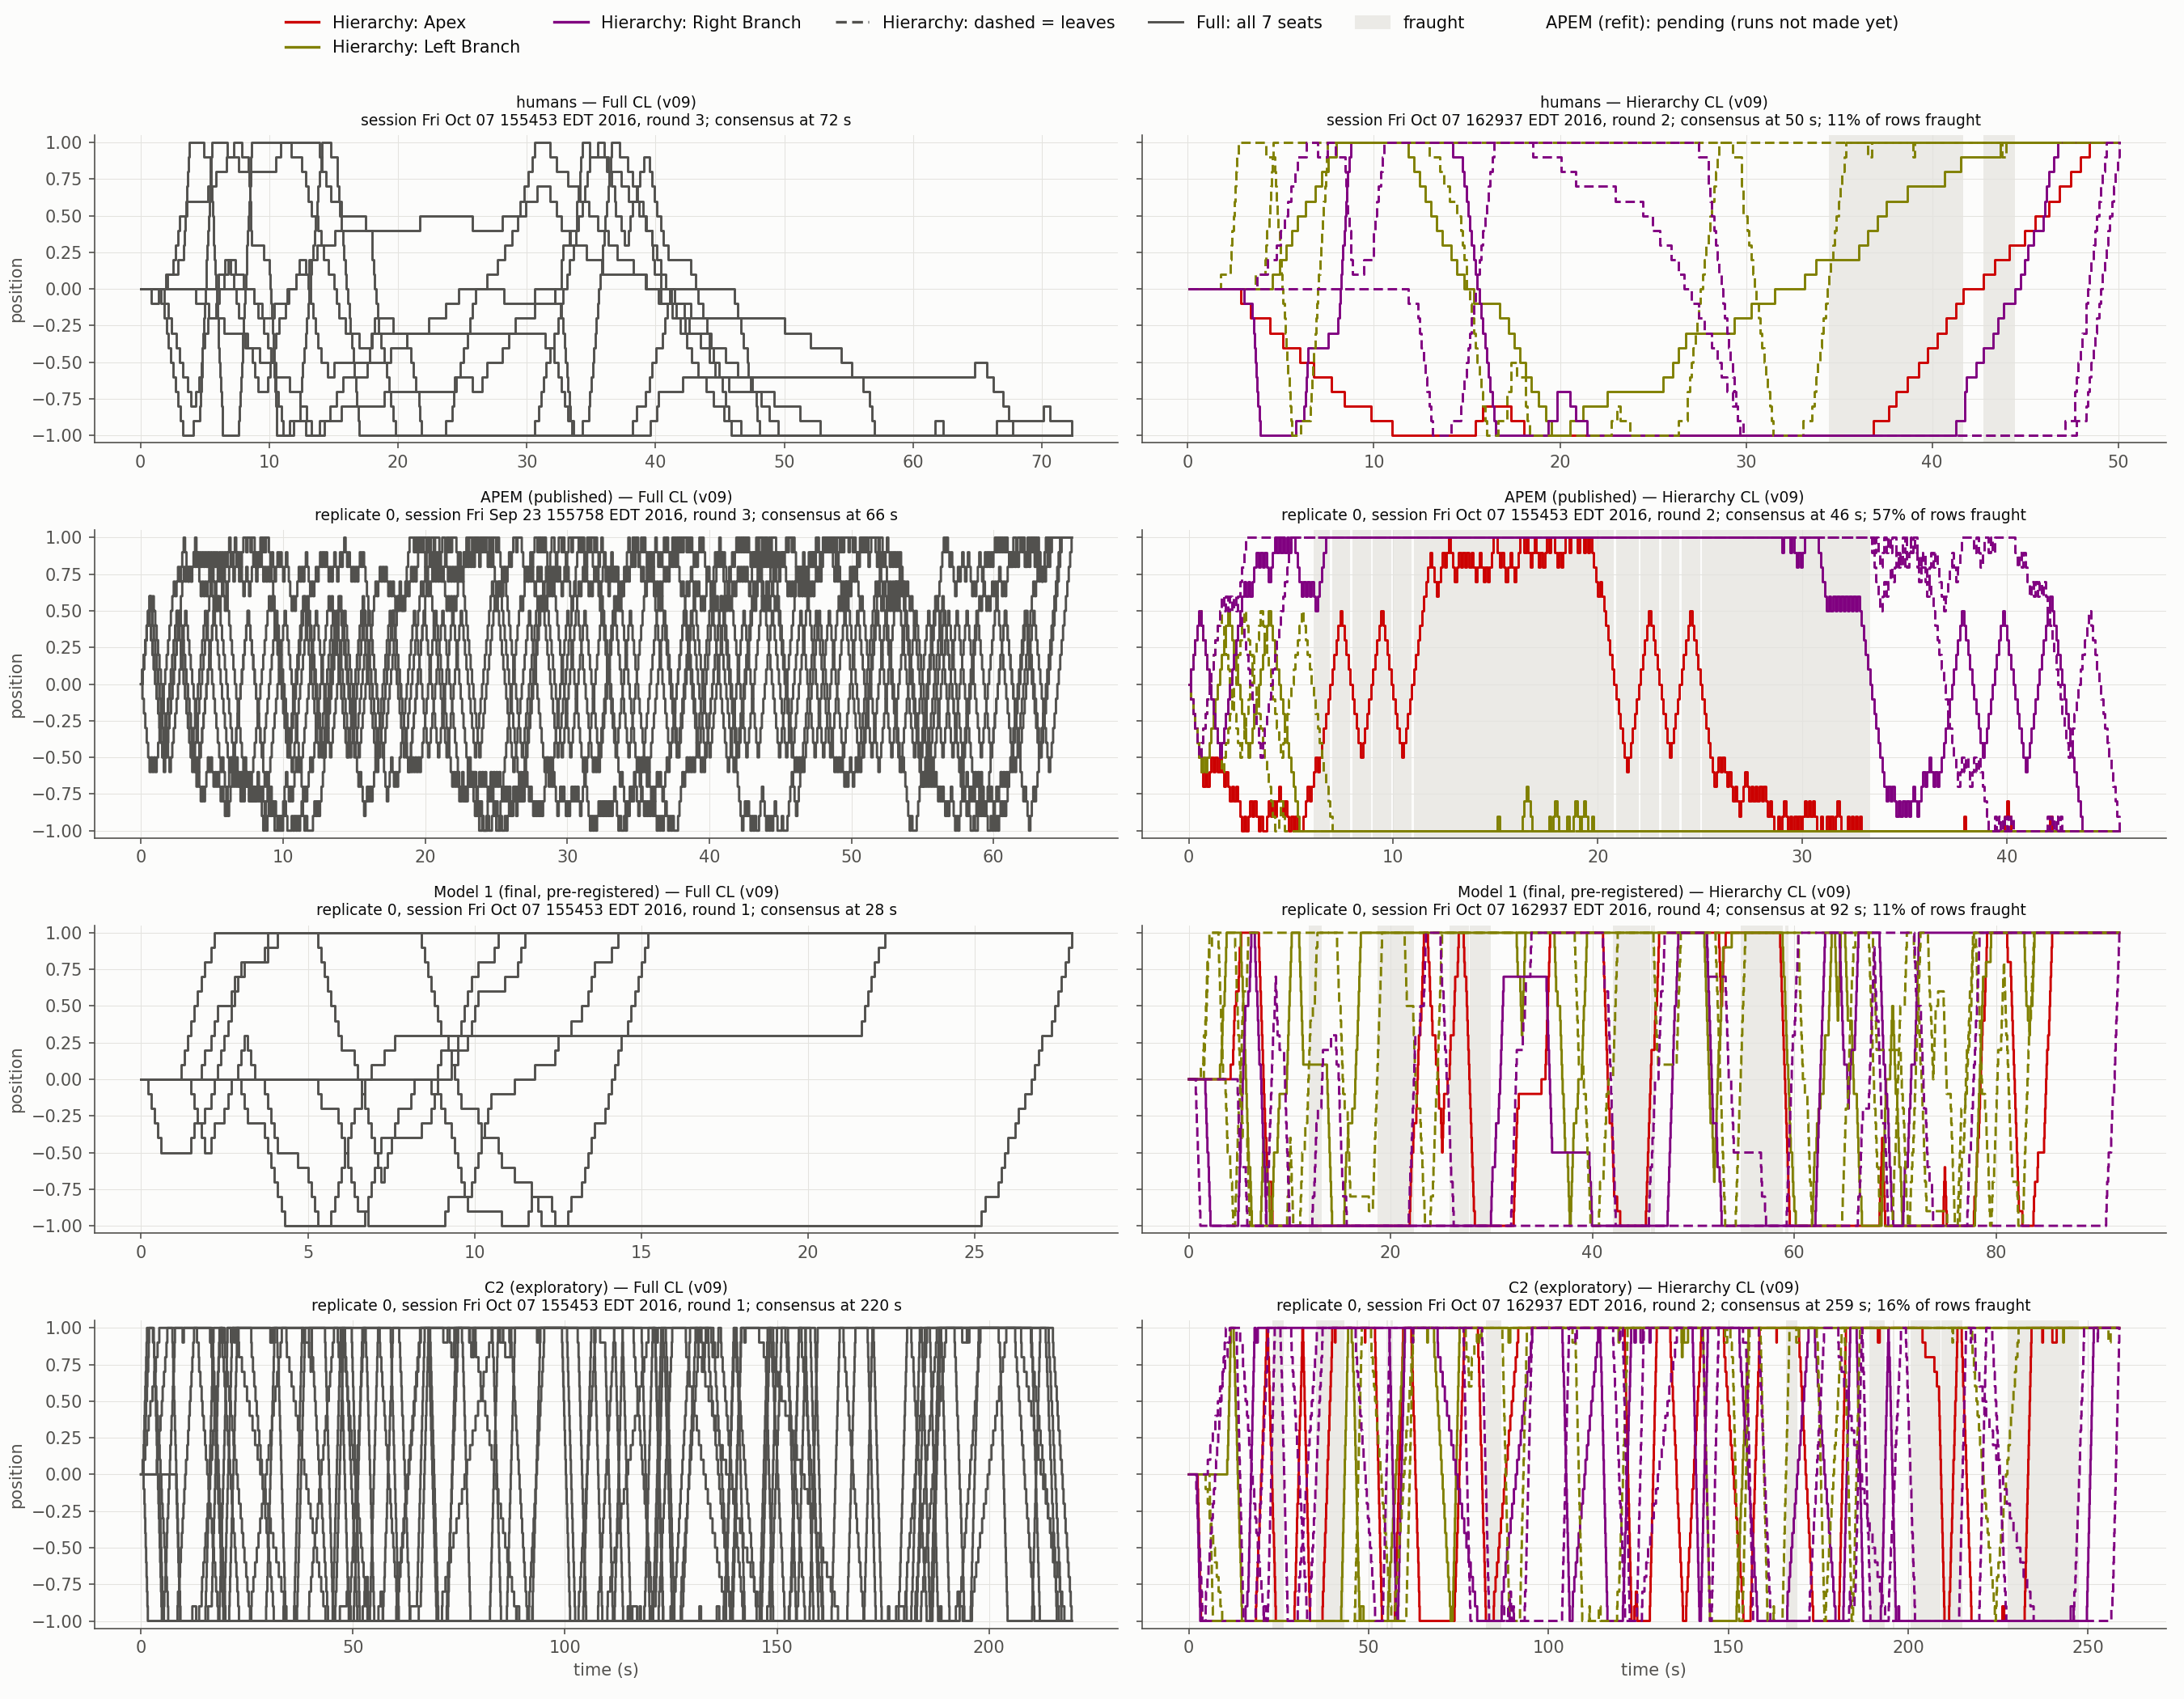 Hierarchy: Apex
Hierarchy: Left Branch
Hierarchy: Right Branch
Hierarchy: dashed = leaves
Full: all 7 seats
fraught
APEM (refit): pending (runs not made yet)
humans — Full CL (v09)
session Fri Oct 07 155453 EDT 2016, round 3; consensus at 72 s
position
1.00
0.75
0.50
0.25
0.00
−0.25
−0.50
−0.75
−1.00
0 10 20 30 40 50 60 70
humans — Hierarchy CL (v09)
session Fri Oct 07 162937 EDT 2016, round 2; consensus at 50 s; 11% of rows fraught
0 10 20 30 40 50
APEM (published) — Full CL (v09)
replicate 0, session Fri Sep 23 155758 EDT 2016, round 3; consensus at 66 s
position
1.00
0.75
0.50
0.25
0.00
−0.25
−0.50
−0.75
−1.00
0 10 20 30 40 50 60
APEM (published) — Hierarchy CL (v09)
replicate 0, session Fri Oct 07 155453 EDT 2016, round 2; consensus at 46 s; 57% of rows fraught
0 10 20 30 40
Model 1 (final, pre-registered) — Full CL (v09)
replicate 0, session Fri Oct 07 155453 EDT 2016, round 1; consensus at 28 s
position
1.00
0.75
0.50
0.25
0.00
−0.25
−0.50
−0.75
−1.00
0 5 10 15 20 25
Model 1 (final, pre-registered) — Hierarchy CL (v09)
replicate 0, session Fri Oct 07 162937 EDT 2016, round 4; consensus at 92 s; 11% of rows fraught
0 20 40 60 80
C2 (exploratory) — Full CL (v09)
replicate 0, session Fri Oct 07 155453 EDT 2016, round 1; consensus at 220 s
position
1.00
0.75
0.50
0.25
0.00
−0.25
−0.50
−0.75
−1.00
0 50 100 150 200
time (s)
C2 (exploratory) — Hierarchy CL (v09)
replicate 0, session Fri Oct 07 162937 EDT 2016, round 2; consensus at 259 s; 16% of rows fraught
0 50 100 150 200 250
time (s)